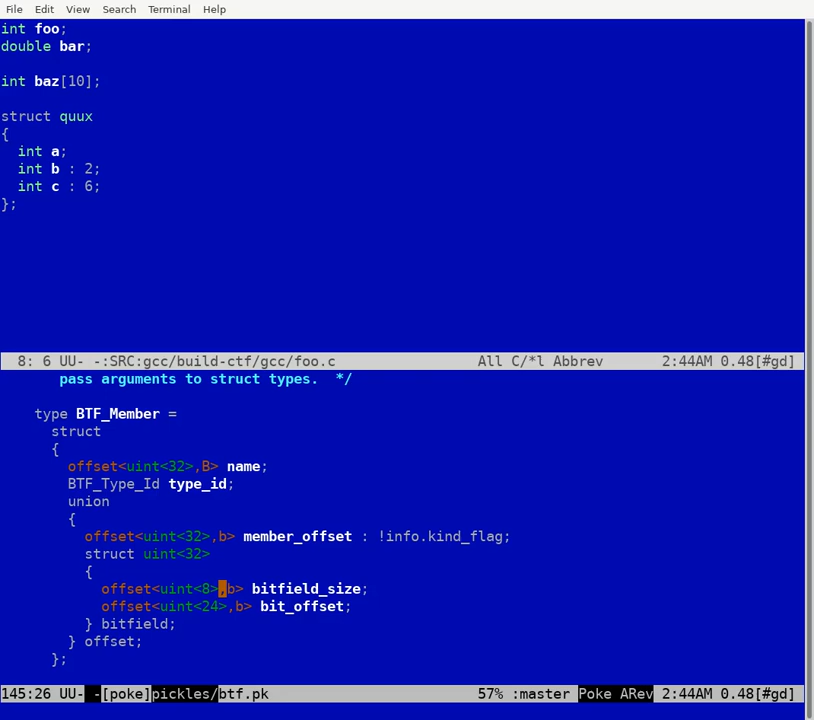 File Edit View Search Terminal Help
int foo;
double bar;
int baz[10];
struct quux
{
  int a;
  int b : 2;
  int c : 6;
};
8: 6 UU- -:SRC:gcc/build-ctf/gcc/foo.c All C/*l Abbrev 2:44AM 0.48[#gd]
pass arguments to struct types.  */
type BTF_Member =
  struct
  {
    offset<uint<32>,B> name;
    BTF_Type_Id type_id;
    union
    {
      offset<uint<32>,b> member_offset : !info.kind_flag;
      struct uint<32>
      {
        offset<uint<8>,b> bitfield_size;
        offset<uint<24>,b> bit_offset;
      } bitfield;
    } offset;
  };
145:26 UU- -[poke]pickles/btf.pk 57% :master Poke ARev 2:44AM 0.48[#gd]